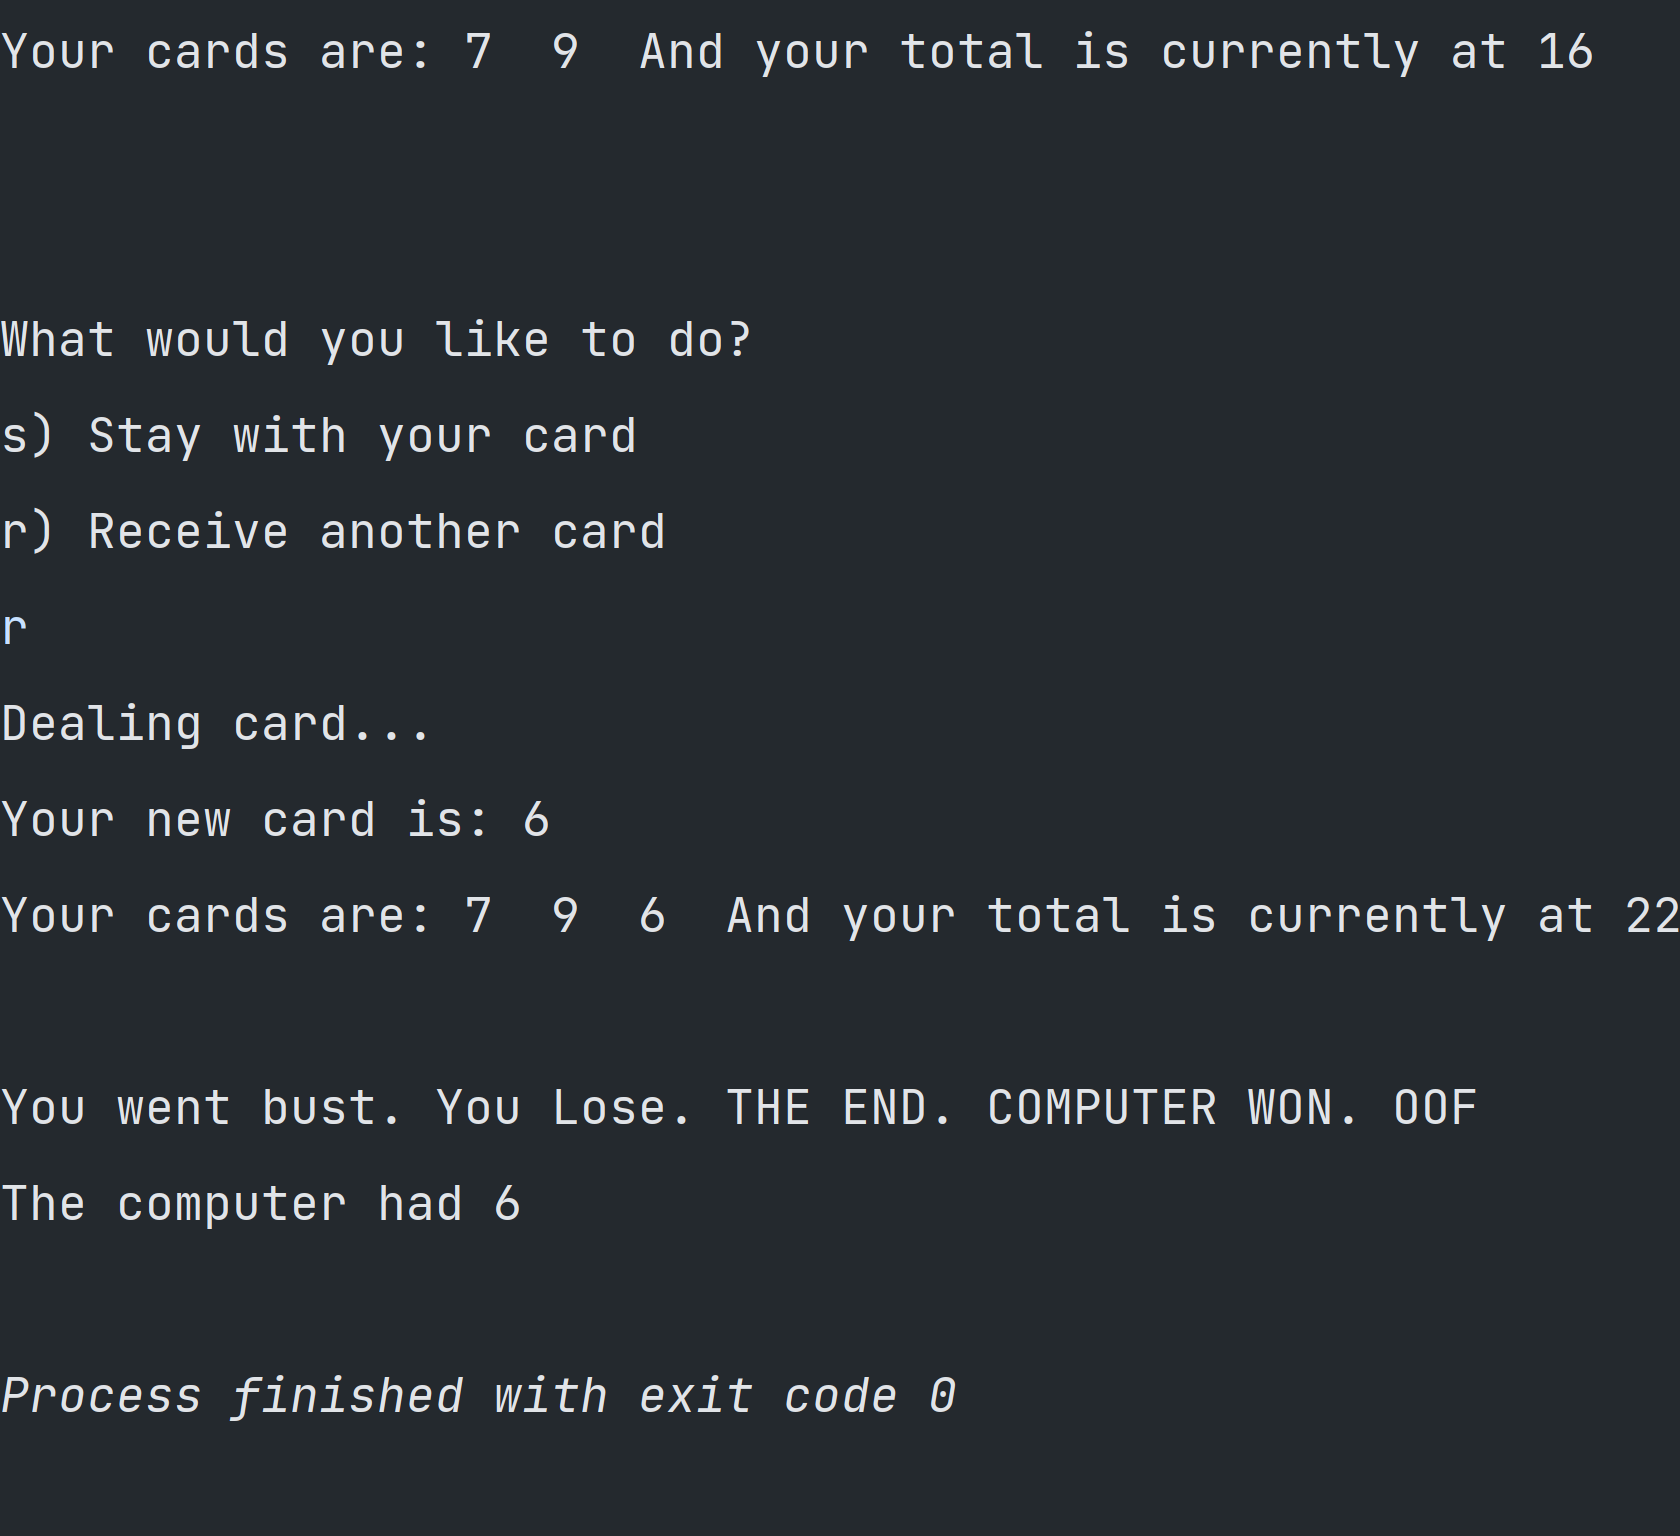 Your cards are: 7  9  And your total is currently at 16
What would you like to do?
s) Stay with your card
r) Receive another card
r
Dealing card...
Your new card is: 6
Your cards are: 7  9  6  And your total is currently at 22
You went bust. You Lose. THE END. COMPUTER WON. OOF
The computer had 6
Process finished with exit code 0